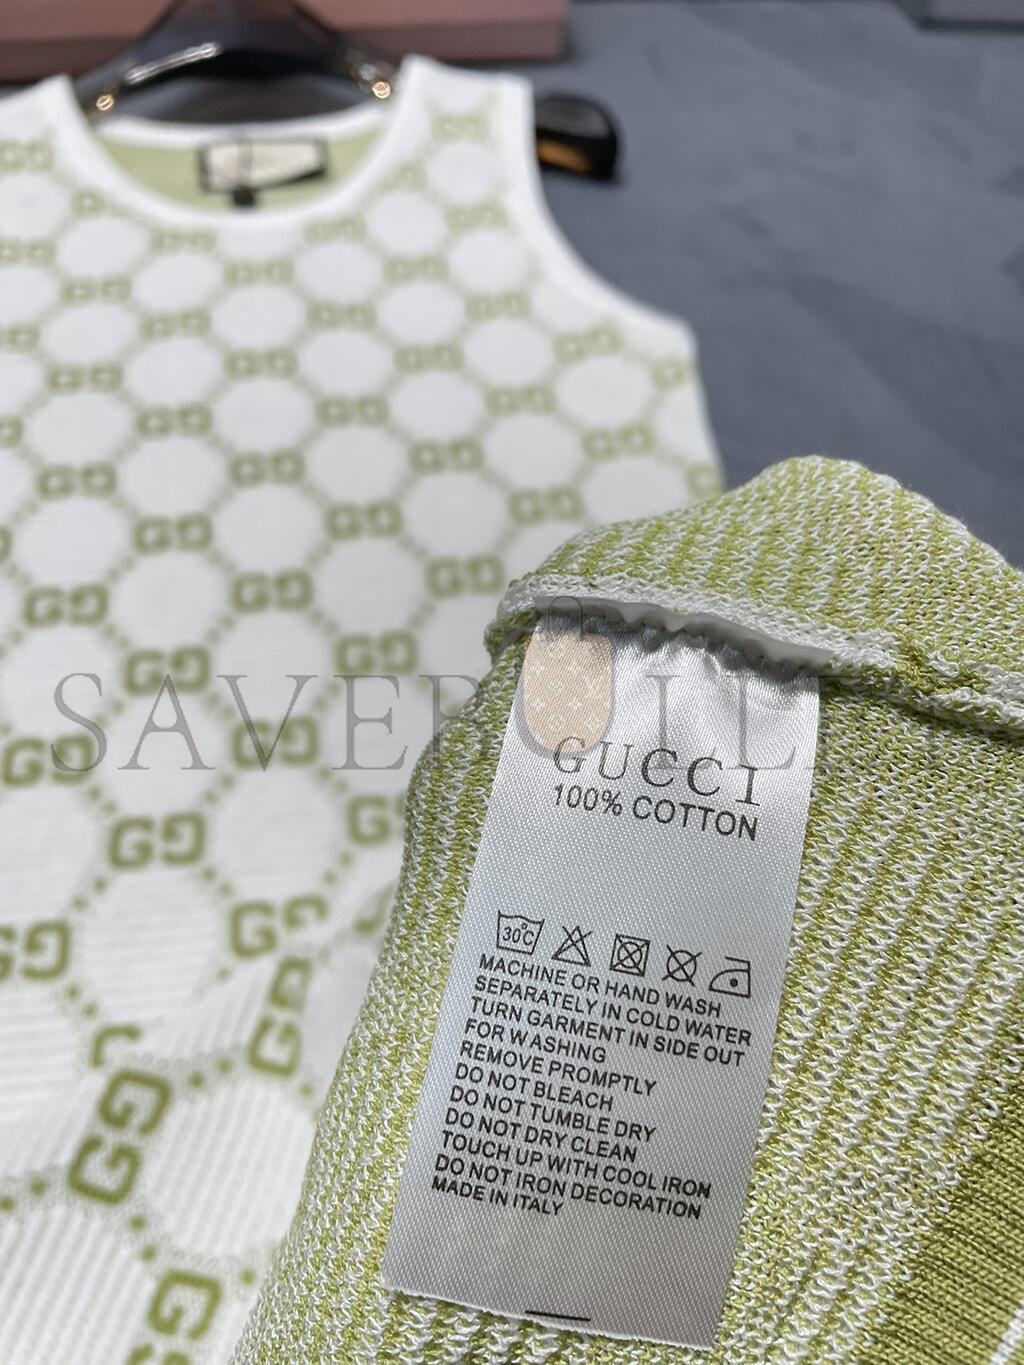 SAVEBULLET
GUCCI
100% COTTON
30°C
MACHINE OR HAND WASH
SEPARATELY IN COLD WATER
TURN GARMENT IN SIDE OUT
FOR WASHING
REMOVE PROMPTLY
DO NOT BLEACH
DO NOT TUMBLE DRY
DO NOT DRY CLEAN
TOUCH UP WITH COOL IRON
DO NOT IRON DECORATION
MADE IN ITALY